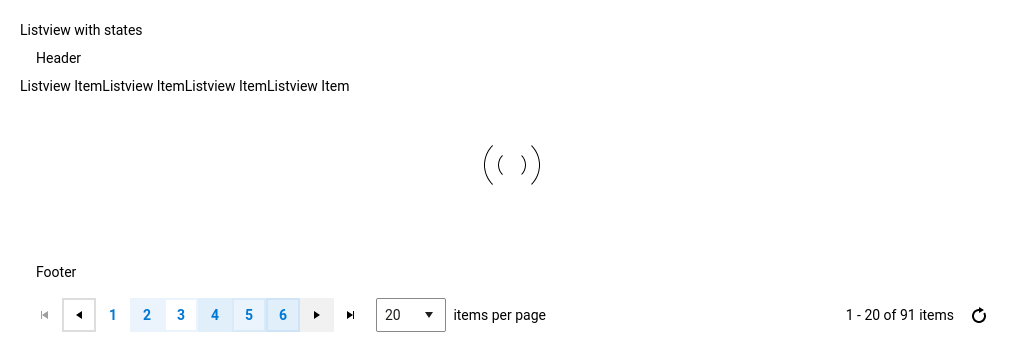 Listview with states
Header
Listview ItemListview ItemListview ItemListview Item
Footer
1 2 3 4 5 6 20 items per page 1 - 20 of 91 items